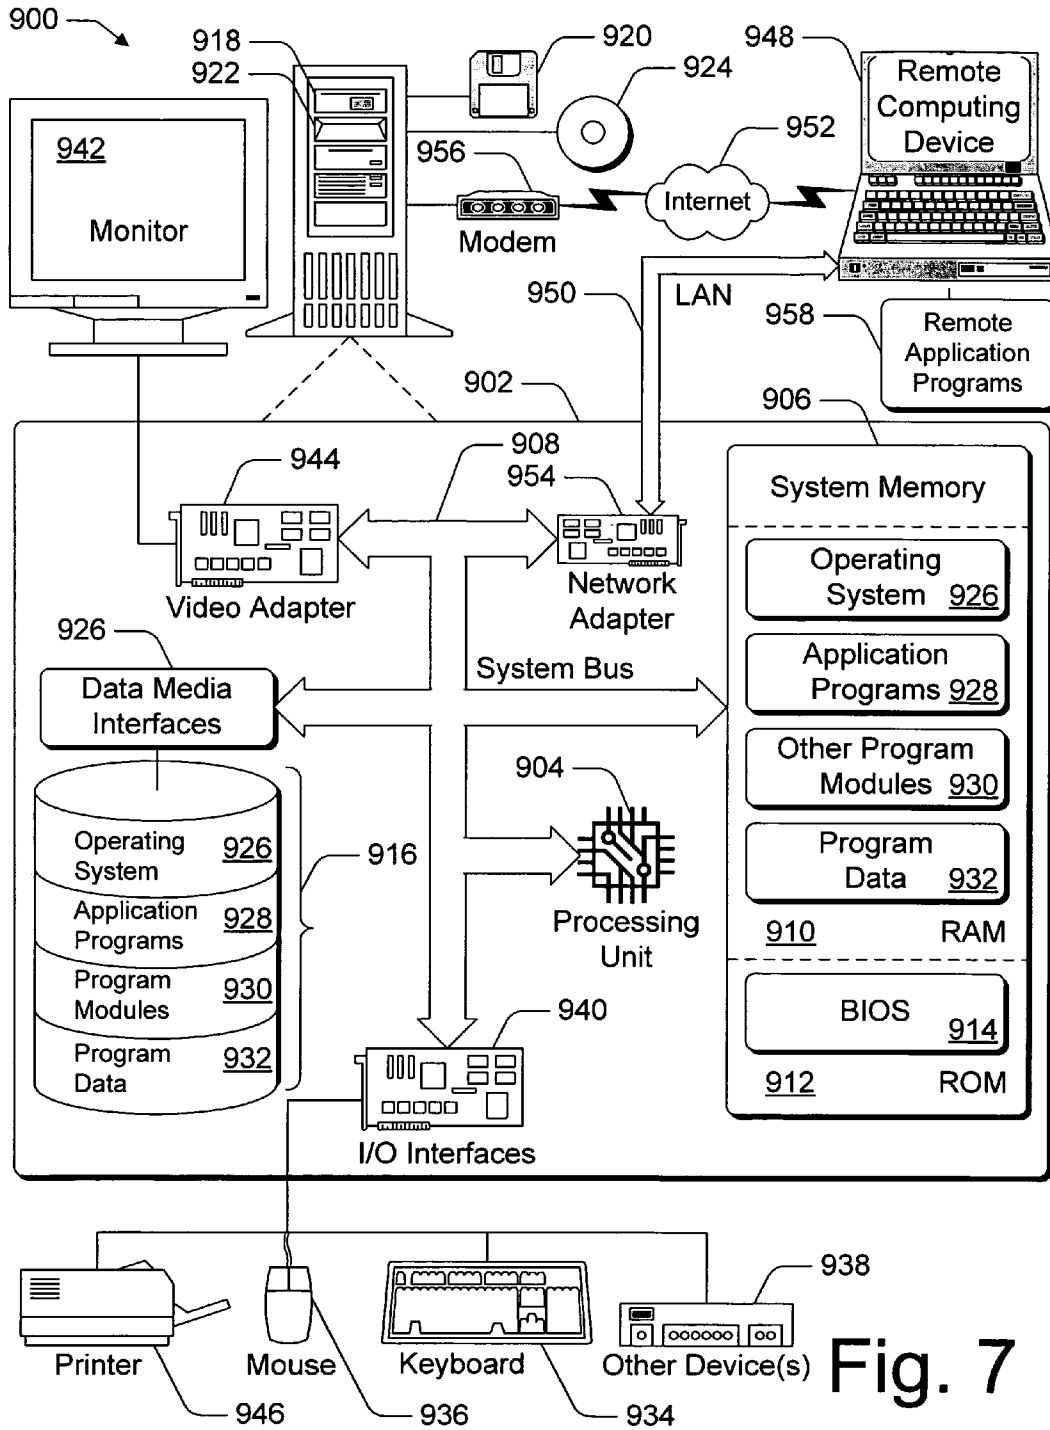 900
918
922
920
924
948
Remote
Computing
Device
942
Monitor
956
Modem
952
Internet
950
LAN
958
Remote
Application
Programs
902
906
944
908
954
Video Adapter
Network
Adapter
System Memory
Operating
System 926
Application
Programs 928
Other Program
Modules 930
Program
Data 932
910 RAM
BIOS
914
912 ROM
926
Data Media
Interfaces
System Bus
904
Processing
Unit
Operating
System 926
Application
Programs 928
Program
Modules 930
Program
Data 932
916
940
I/O Interfaces
Printer
946
Mouse
936
Keyboard
934
938
Other Device(s)
Fig. 7